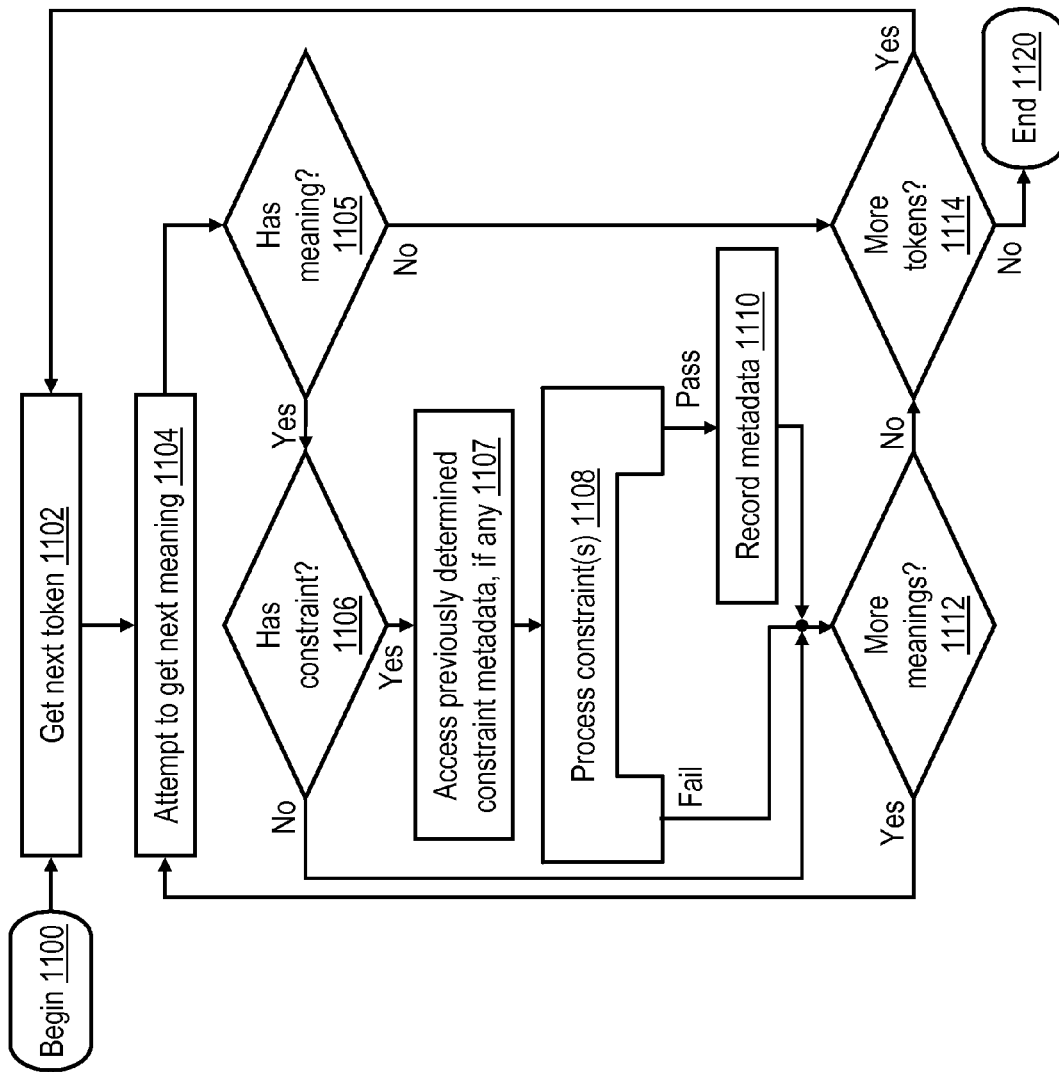 Begin 1100
Get next token 1102
Attempt to get next meaning 1104
Has
meaning?
1105
Yes
No
Has
constraint?
1106
No
Yes
Access previously determined
constraint metadata, if any 1107
Process constraint(s) 1108
Fail
Pass
Record metadata 1110
More
meanings?
1112
Yes
No
More
tokens?
1114
Yes
No
End 1120